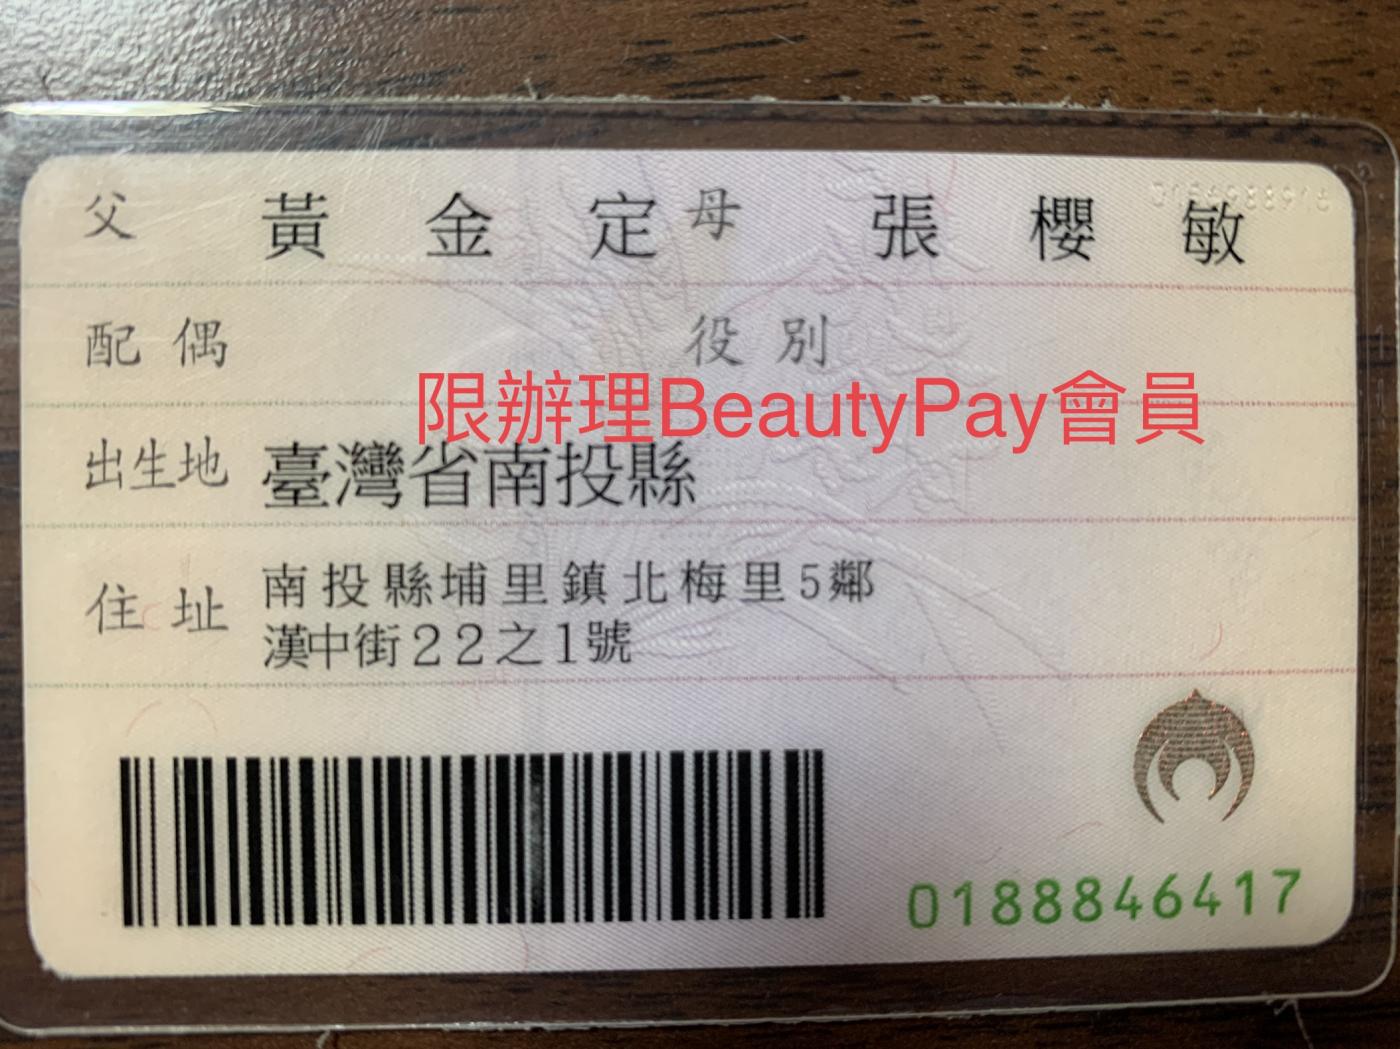 父 黃金定 母 張櫻敏
配偶 役別
限辦理BeautyPay會員
出生地 臺灣省南投縣
住址 南投縣埔里鎮北梅里5鄰
漢中街22之1號
0188846417